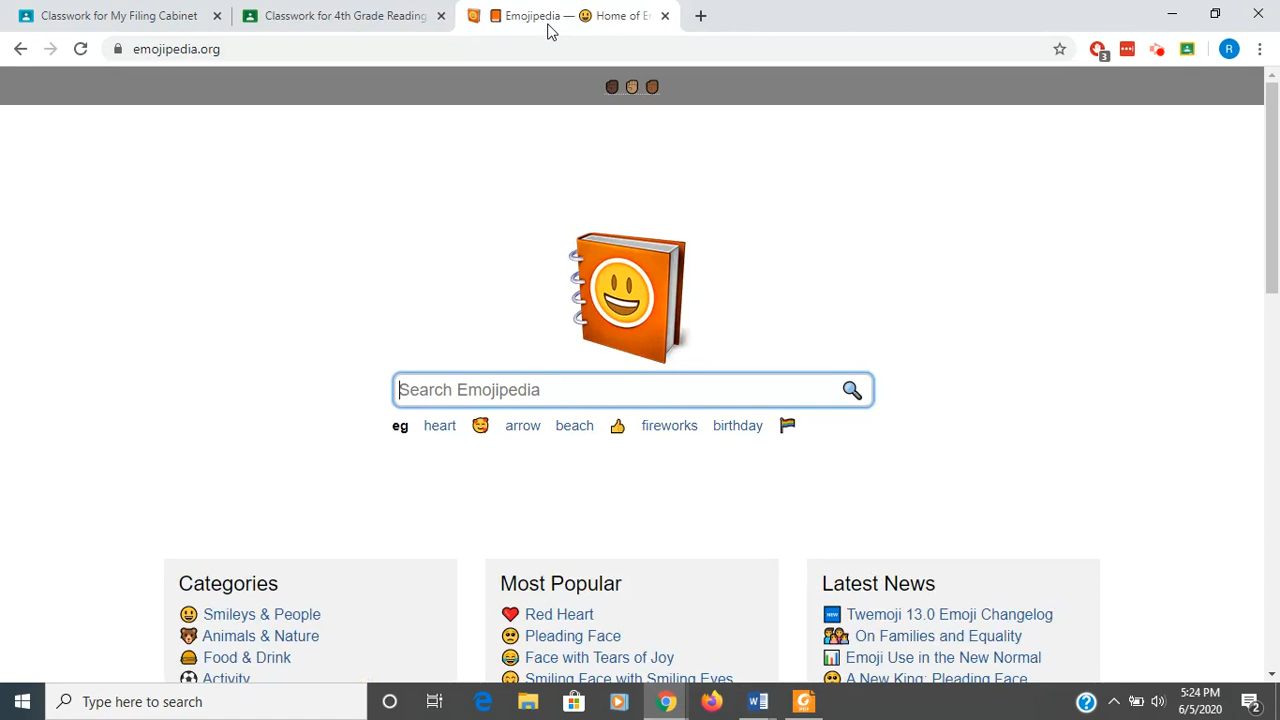 Classwork for My Filing Cabinet
Classwork for 4th Grade Reading
Emojipedia — 😃 Home of E
emojipedia.org
3
R
Search Emojipedia
eg heart 🥰 arrow beach 👍 fireworks birthday 🏳️‍🌈
Categories
Smileys & People
Animals & Nature
Food & Drink
Activity
Most Popular
Red Heart
Pleading Face
Face with Tears of Joy
Smiling Face with Smiling Eyes
Latest News
NEW Twemoji 13.0 Emoji Changelog
On Families and Equality
Emoji Use in the New Normal
A New King: Pleading Face
Type here to search
5:24 PM
6/5/2020
2